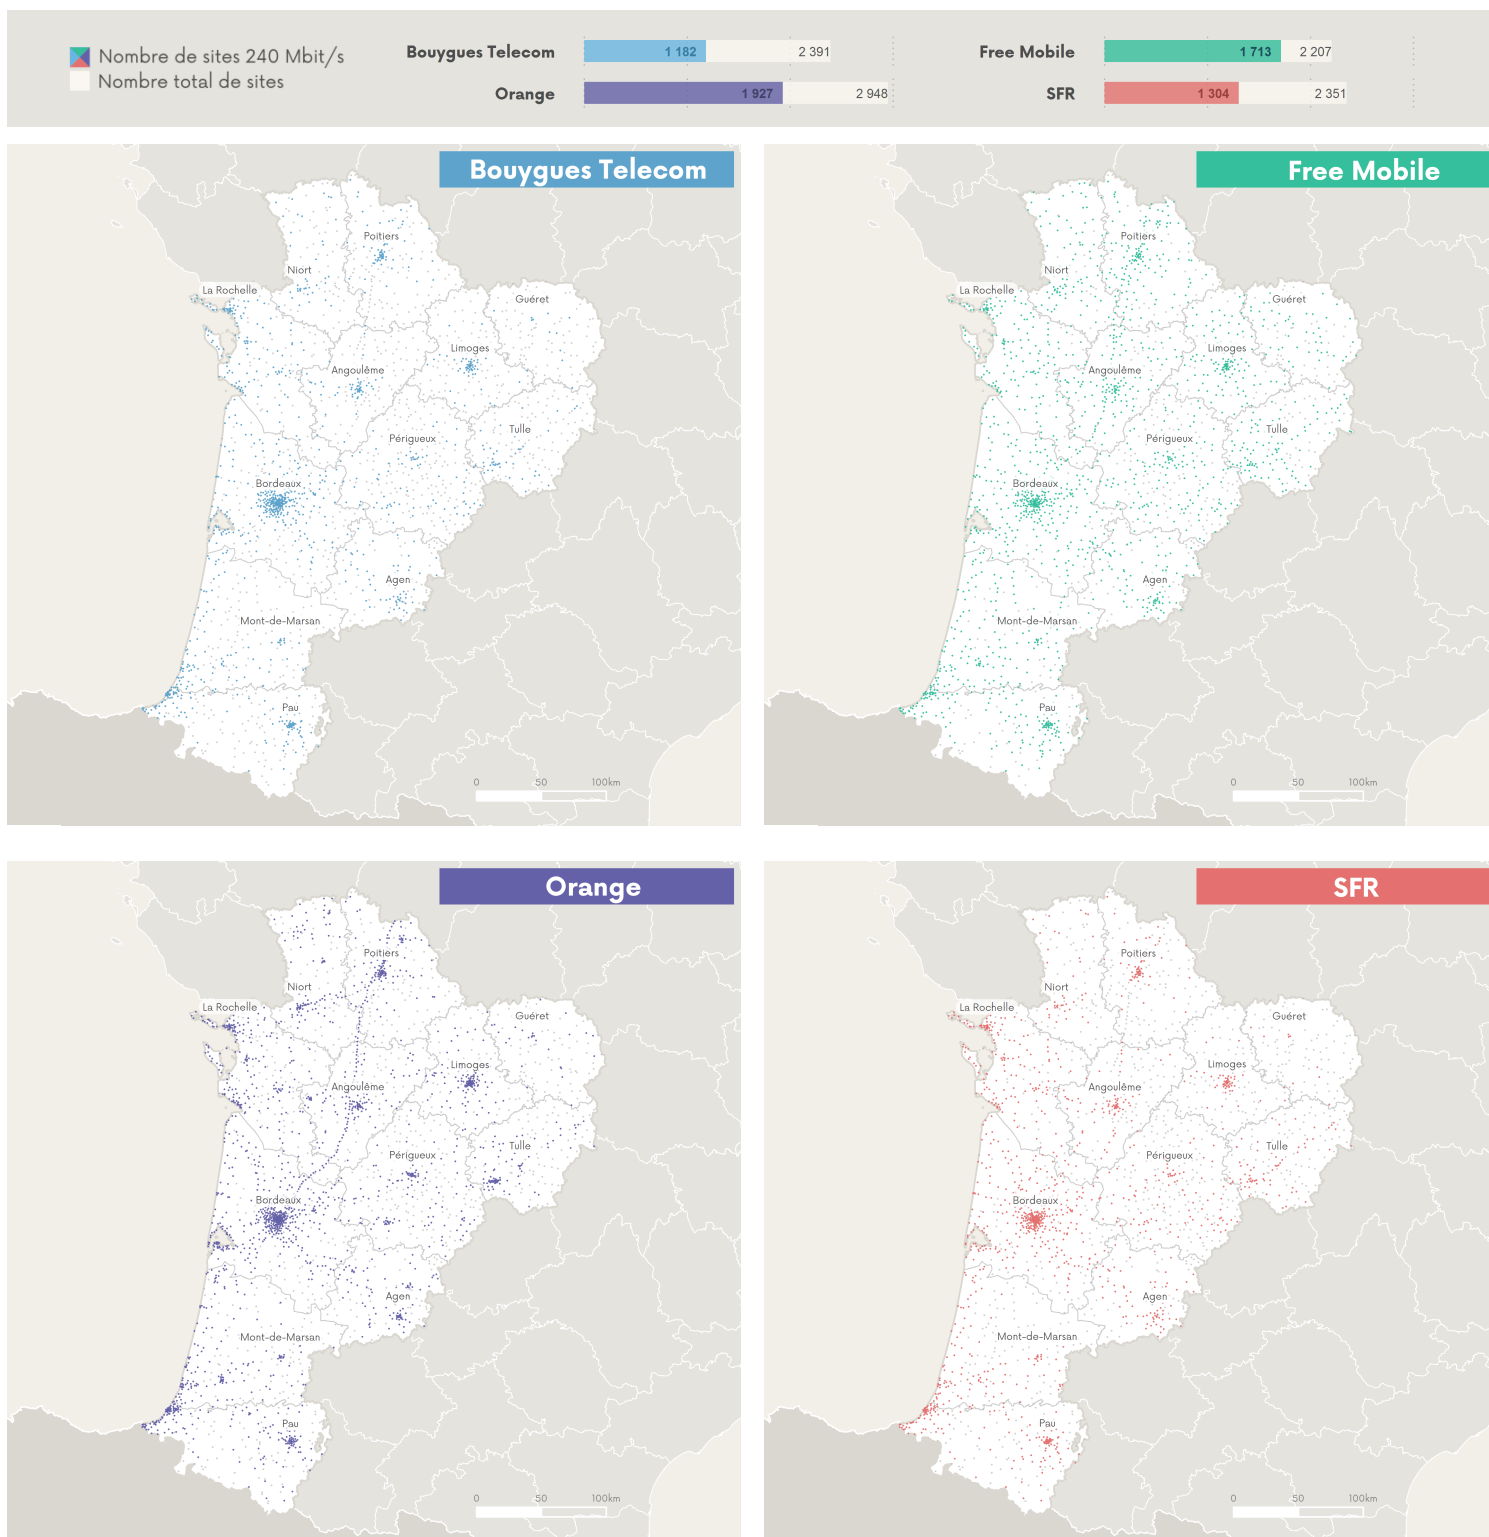 Nombre de sites 240 Mbit/s
Nombre total de sites
Bouygues Telecom 1 182 2 391
Orange 1 927 2 948
Free Mobile 1 713 2 207
SFR 1 304 2 351
Bouygues Telecom
Poitiers
Niort
La Rochelle
Guéret
Limoges
Angoulême
Tulle
Périgueux
Bordeaux
Agen
Mont-de-Marsan
Pau
0 50 100km
Free Mobile
Poitiers
Niort
La Rochelle
Guéret
Limoges
Angoulême
Tulle
Périgueux
Bordeaux
Agen
Mont-de-Marsan
Pau
0 50 100km
Orange
Poitiers
Niort
La Rochelle
Guéret
Limoges
Angoulême
Tulle
Périgueux
Bordeaux
Agen
Mont-de-Marsan
Pau
0 50 100km
SFR
Poitiers
Niort
La Rochelle
Guéret
Limoges
Angoulême
Tulle
Périgueux
Bordeaux
Agen
Mont-de-Marsan
Pau
0 50 100km